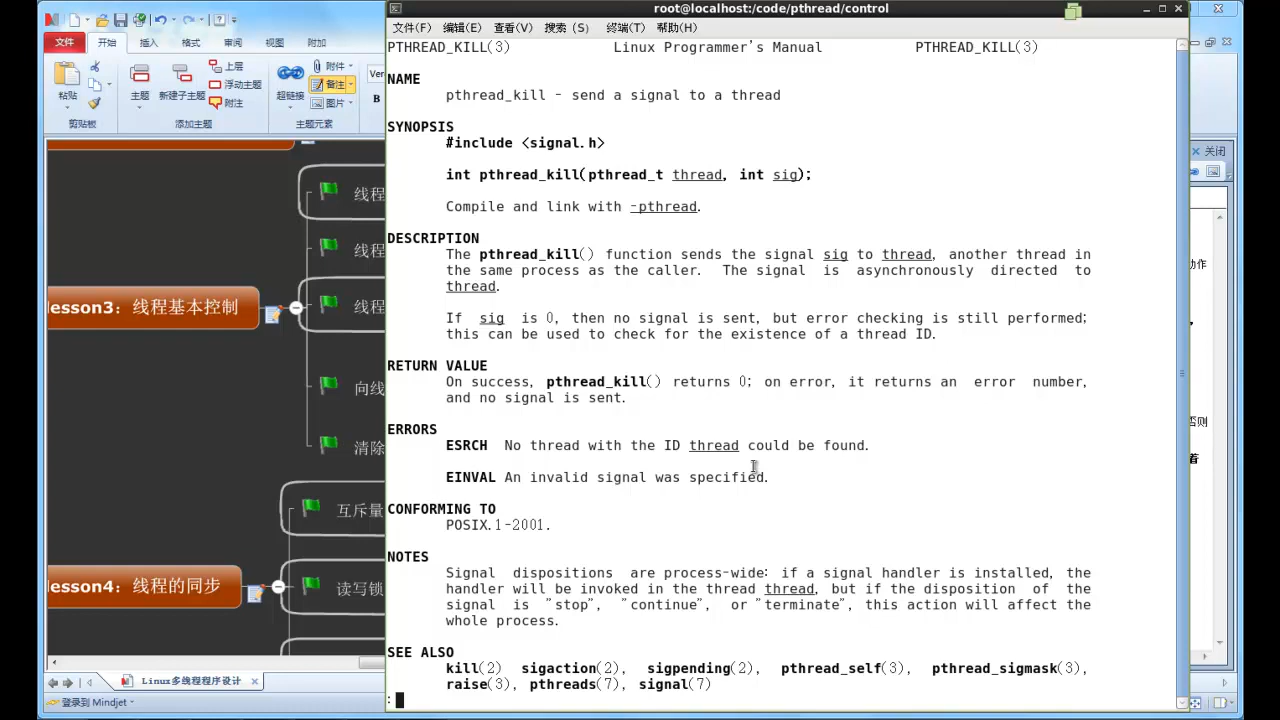 root@localhost:/code/pthread/control
文件(F) 编辑(E) 查看(V) 搜索 (S) 终端(T) 帮助(H)
文件 开始 插入 格式 审阅 视图 附加
粘贴
剪贴板
主题
新建子主题
上层
浮动主题
附注
添加主题
超链接
附件
备注
图片
主题元素
Ver
B
PTHREAD_KILL(3) Linux Programmer's Manual PTHREAD_KILL(3)
NAME
pthread_kill - send a signal to a thread
SYNOPSIS
#include <signal.h>
int pthread_kill(pthread_t thread, int sig);
Compile and link with -pthread.
DESCRIPTION
The pthread_kill() function sends the signal sig to thread, another thread in
the same process as the caller. The signal is asynchronously directed to
thread.
If sig is 0, then no signal is sent, but error checking is still performed;
this can be used to check for the existence of a thread ID.
RETURN VALUE
On success, pthread_kill() returns 0; on error, it returns an error number,
and no signal is sent.
ERRORS
ESRCH No thread with the ID thread could be found.
EINVAL An invalid signal was specified.
CONFORMING TO
POSIX.1-2001.
NOTES
Signal dispositions are process-wide: if a signal handler is installed, the
handler will be invoked in the thread thread, but if the disposition of the
signal is "stop", "continue", or "terminate", this action will affect the
whole process.
SEE ALSO
kill(2) sigaction(2), sigpending(2), pthread_self(3), pthread_sigmask(3),
raise(3), pthreads(7), signal(7)
:
线程
线程
lesson3：线程基本控制
线程
向线
清除
互斥量
lesson4：线程的同步
读写锁
关闭
动作
否则
着
Linux多线程程序设计
登录到 Mindjet